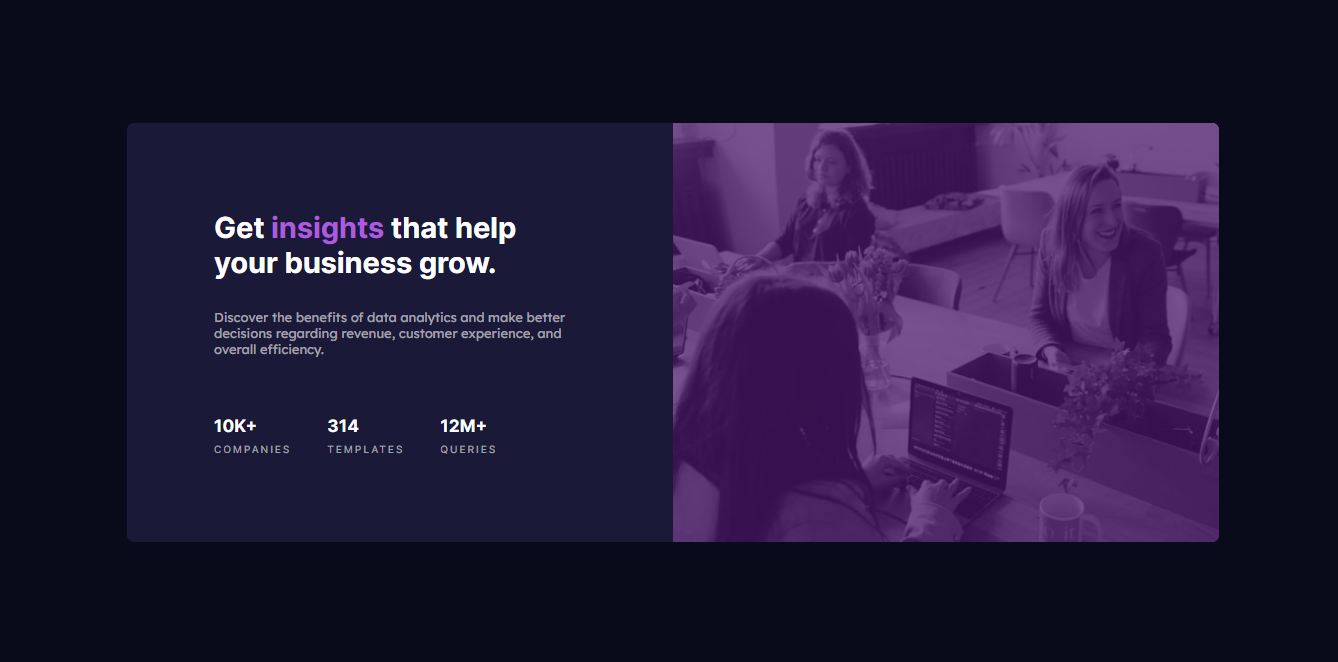 Get insights that help
your business grow.
Discover the benefits of data analytics and make better
decisions regarding revenue, customer experience, and
overall efficiency.
10K+ 314 12M+
COMPANIES TEMPLATES QUERIES